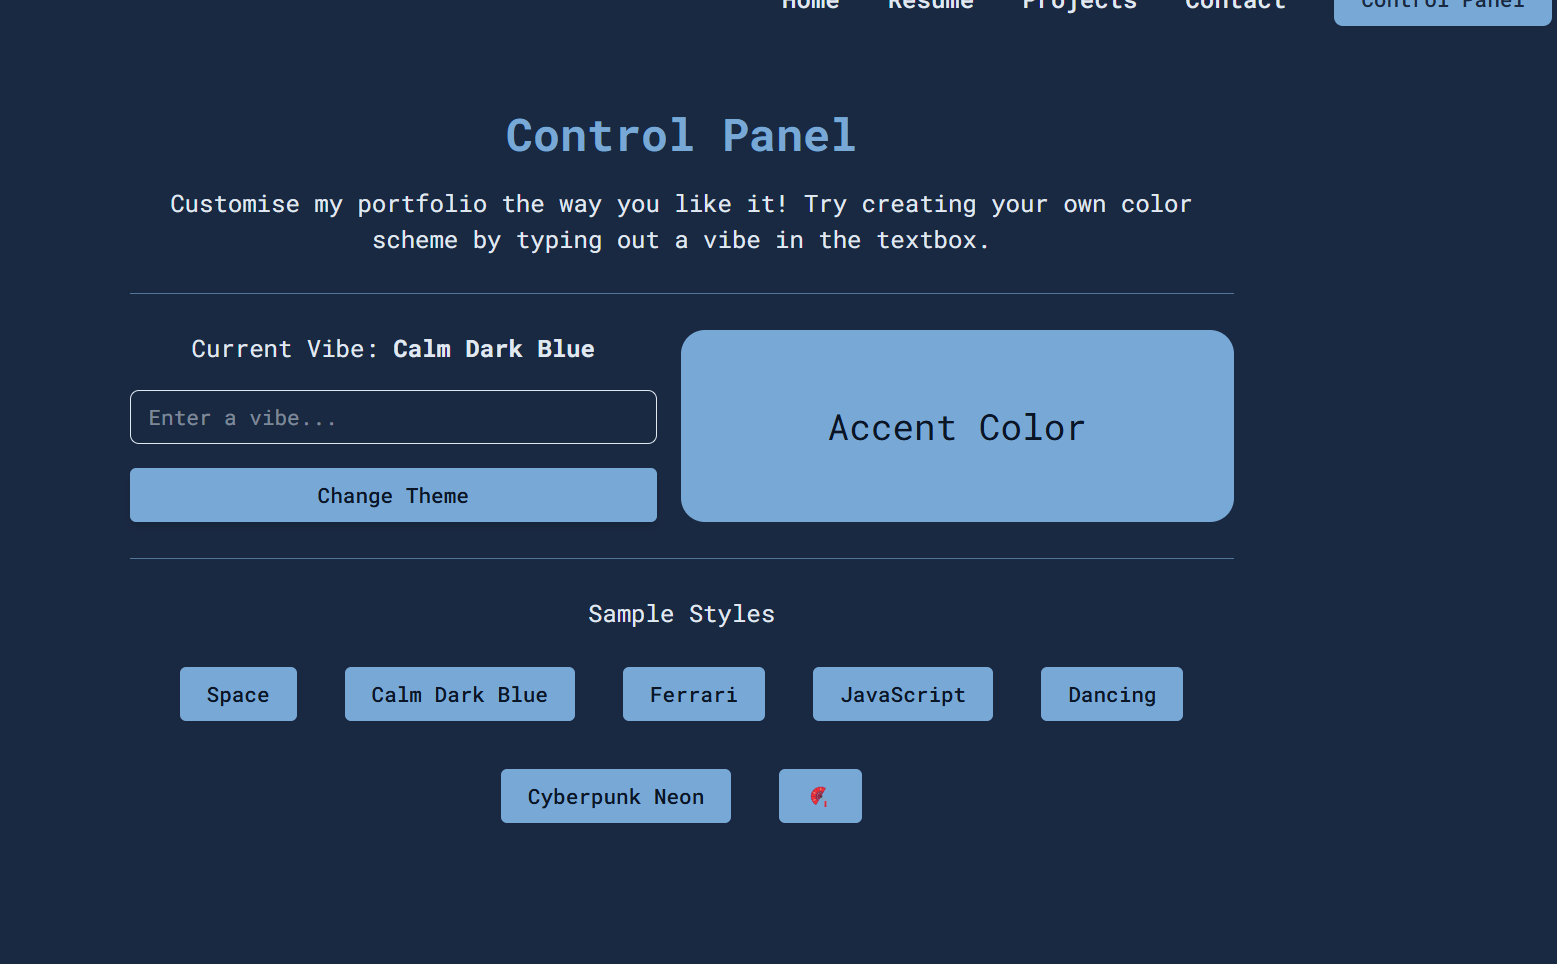 Home Resume Projects Contact Control Panel
Control Panel
Customise my portfolio the way you like it! Try creating your own color
scheme by typing out a vibe in the textbox.
Current Vibe: Calm Dark Blue
Enter a vibe...
Change Theme
Accent Color
Sample Styles
Space Calm Dark Blue Ferrari JavaScript Dancing
Cyberpunk Neon